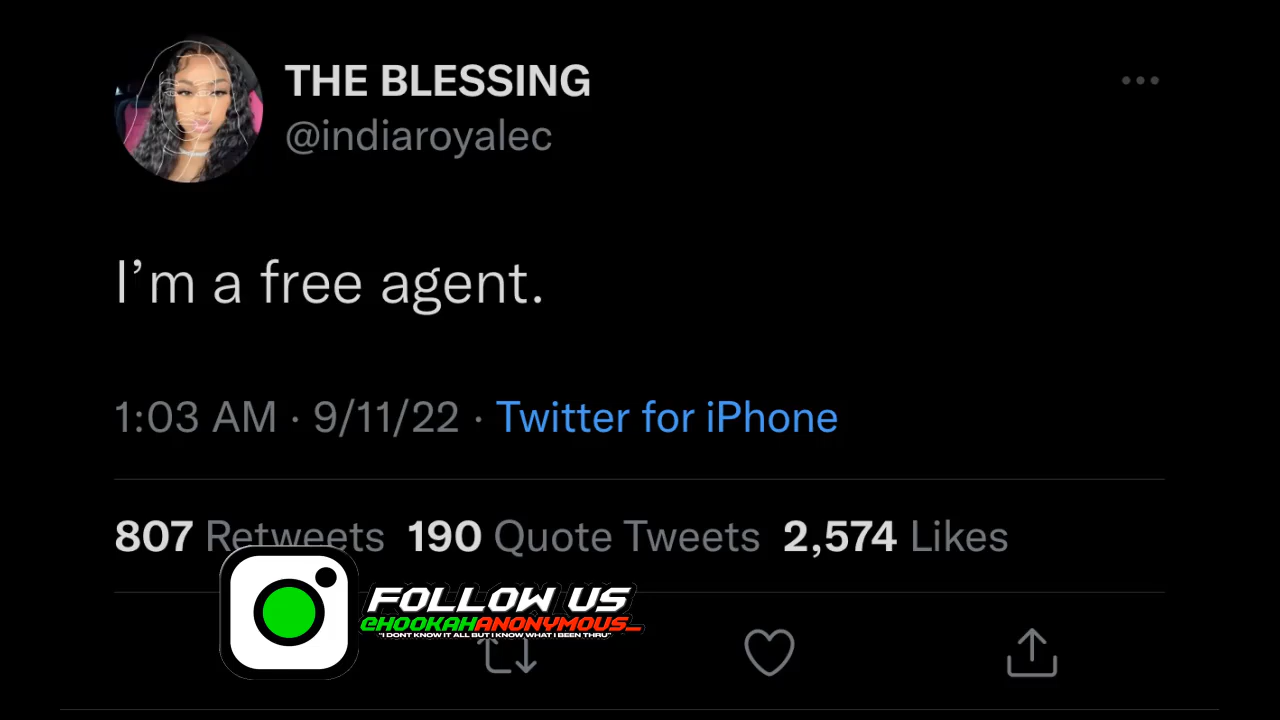 THE BLESSING
@indiaroyalec
I’m a free agent.
1:03 AM · 9/11/22 · Twitter for iPhone
807 Retweets 190 Quote Tweets 2,574 Likes
FOLLOW US
@HOOKAHANONYMOUS_
"I DONT KNOW IT ALL BUT I KNOW WHAT I BEEN THRU"